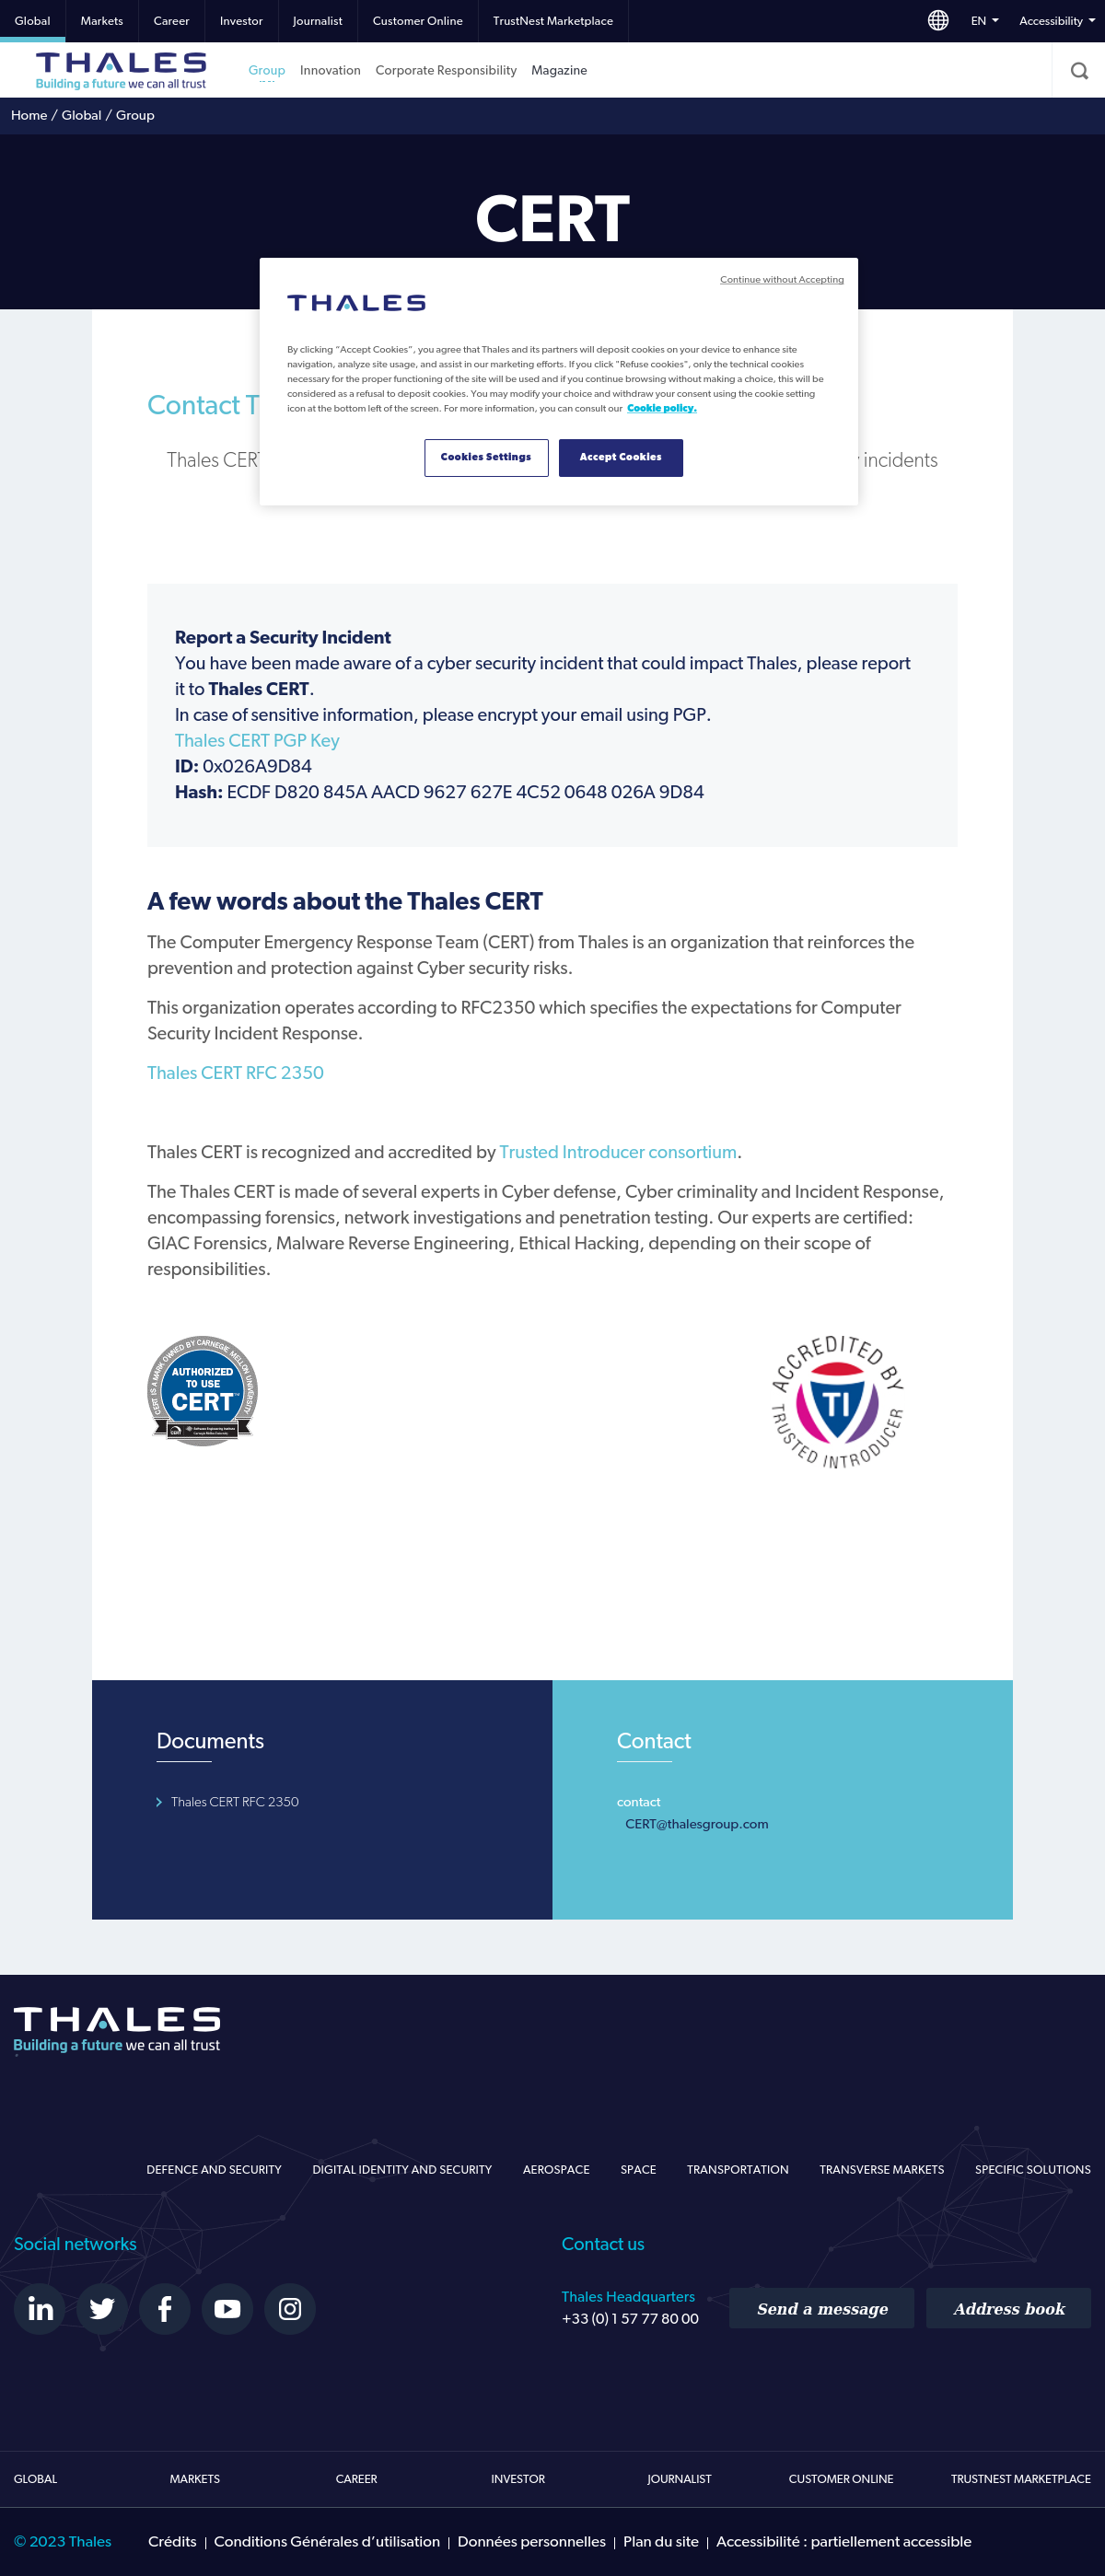 Global Markets Career Investor Journalist Customer Online TrustNest Marketplace EN Accessibility
THALES
Building a future we can all trust
Group Innovation Corporate Responsibility Magazine
Home / Global / Group
CERT
Continue without Accepting
THALES
By clicking “Accept Cookies”, you agree that Thales and its partners will deposit cookies on your device to enhance site
navigation, analyze site usage, and assist in our marketing efforts. If you click "Refuse cookies", only the technical cookies
necessary for the proper functioning of the site will be used and if you continue browsing without making a choice, this will be
considered as a refusal to deposit cookies. You may modify your choice and withdraw your consent using the cookie setting
icon at the bottom left of the screen. For more information, you can consult our Cookie policy.
Cookies Settings Accept Cookies
Contact T
Thales CERT incidents
Report a Security Incident
You have been made aware of a cyber security incident that could impact Thales, please report
it to Thales CERT.
In case of sensitive information, please encrypt your email using PGP.
Thales CERT PGP Key
ID: 0x026A9D84
Hash: ECDF D820 845A AACD 9627 627E 4C52 0648 026A 9D84
A few words about the Thales CERT
The Computer Emergency Response Team (CERT) from Thales is an organization that reinforces the
prevention and protection against Cyber security risks.
This organization operates according to RFC2350 which specifies the expectations for Computer
Security Incident Response.
Thales CERT RFC 2350
Thales CERT is recognized and accredited by Trusted Introducer consortium.
The Thales CERT is made of several experts in Cyber defense, Cyber criminality and Incident Response,
encompassing forensics, network investigations and penetration testing. Our experts are certified:
GIAC Forensics, Malware Reverse Engineering, Ethical Hacking, depending on their scope of
responsibilities.
CERT IS A MARK OWNED BY CARNEGIE MELLON UNIVERSITY
AUTHORIZED
TO USE
CERT™
ACCREDITED BY
TI
TRUSTED INTRODUCER
Documents
Thales CERT RFC 2350
Contact
contact
CERT@thalesgroup.com
THALES
Building a future we can all trust
DEFENCE AND SECURITY DIGITAL IDENTITY AND SECURITY AEROSPACE SPACE TRANSPORTATION TRANSVERSE MARKETS SPECIFIC SOLUTIONS
Social networks
Contact us
Thales Headquarters
+33 (0) 1 57 77 80 00
Send a message Address book
GLOBAL MARKETS CAREER INVESTOR JOURNALIST CUSTOMER ONLINE TRUSTNEST MARKETPLACE
© 2023 Thales Crédits | Conditions Générales d’utilisation | Données personnelles | Plan du site | Accessibilité : partiellement accessible